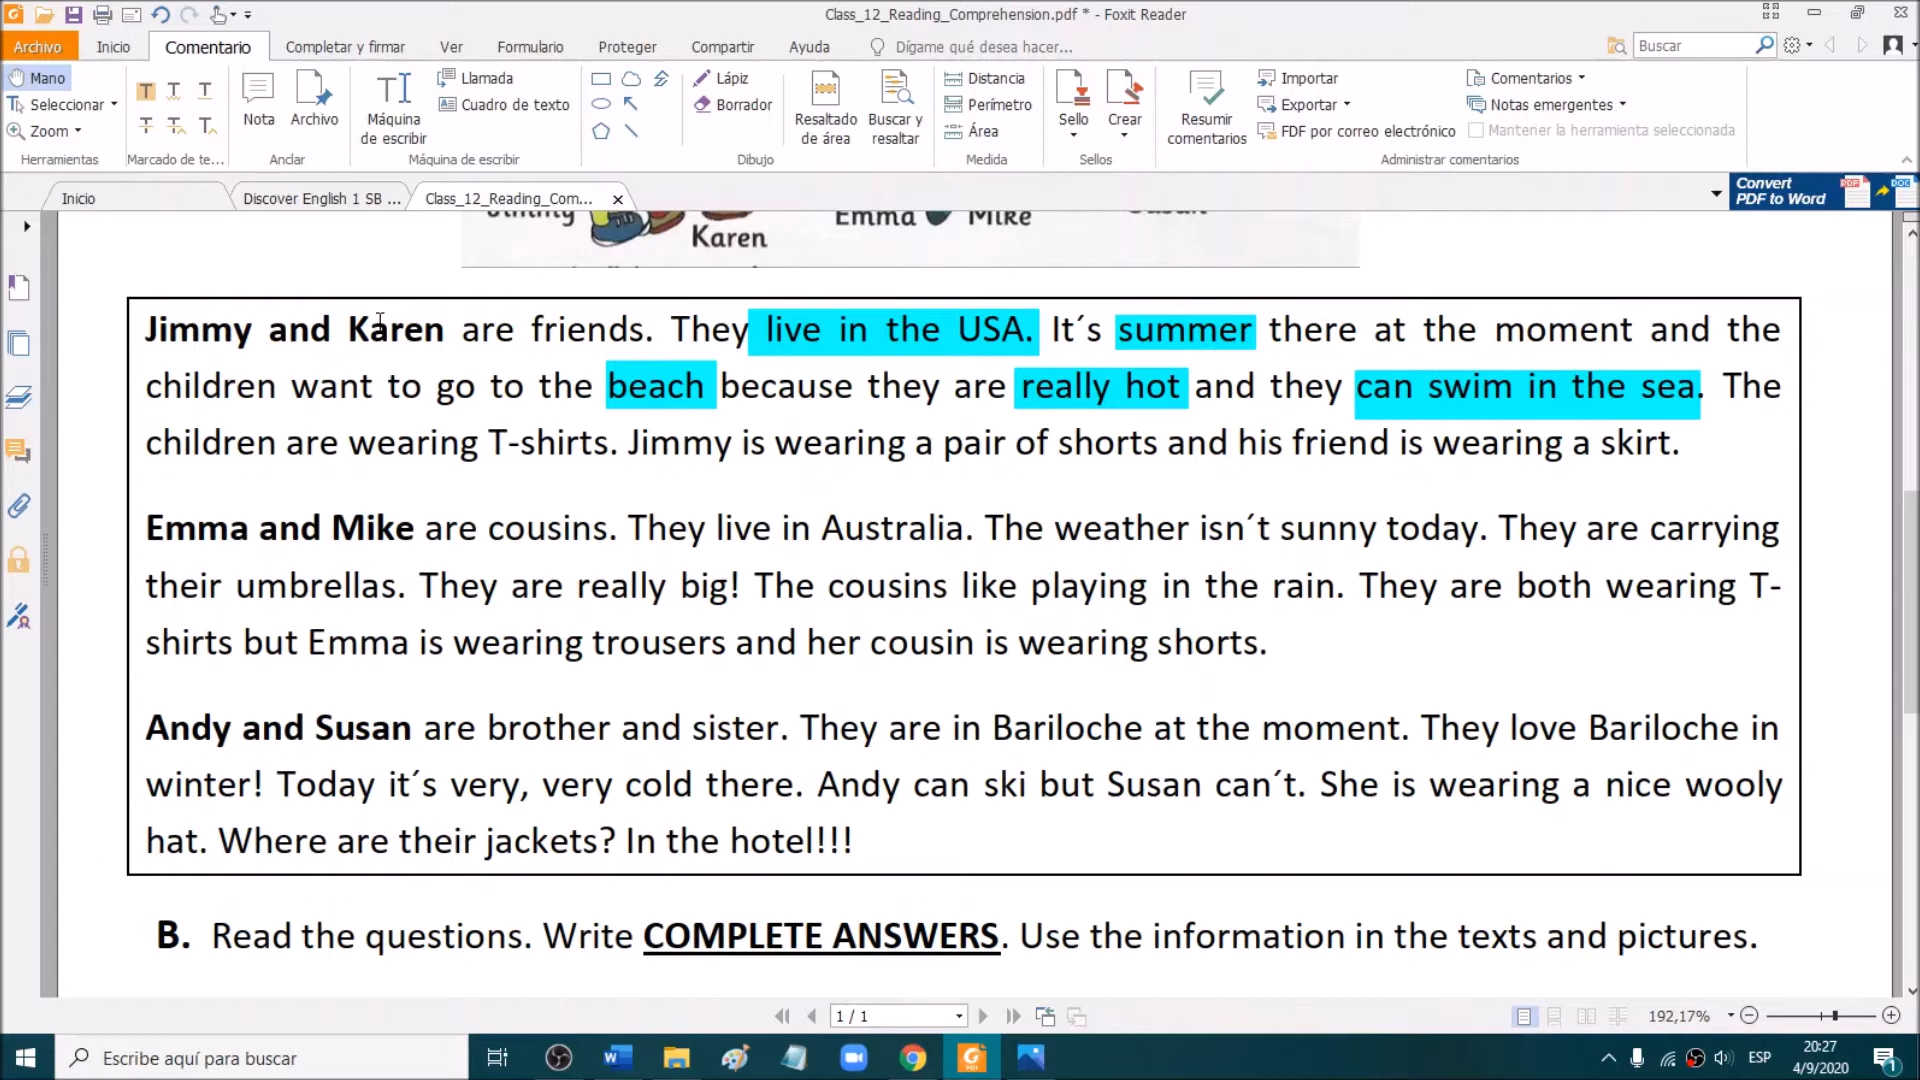 Class_12_Reading_Comprehension.pdf * - Foxit Reader
Archivo Inicio Comentario Completar y firmar Ver Formulario Proteger Compartir Ayuda Dígame qué desea hacer... Buscar
Mano
Seleccionar
Zoom
Herramientas
Marcado de te...
Nota
Archivo
Anclar
Máquina de escribir
Llamada
Cuadro de texto
Máquina de escribir
Lápiz
Borrador
Dibujo
Resaltado de área
Buscar y resaltar
Distancia
Perímetro
Área
Medida
Sello
Crear
Sellos
Resumir comentarios
Importar
Exportar
FDF por correo electrónico
Comentarios
Notas emergentes
Mantener la herramienta seleccionada
Administrar comentarios
Inicio
Discover English 1 SB ...
Class_12_Reading_Com...
Convert
PDF to Word
Jimmy
Emma Mike Susan
Karen
Jimmy and Karen are friends. They live in the USA. It´s summer there at the moment and the
children want to go to the beach because they are really hot and they can swim in the sea. The
children are wearing T-shirts. Jimmy is wearing a pair of shorts and his friend is wearing a skirt.
Emma and Mike are cousins. They live in Australia. The weather isn´t sunny today. They are carrying
their umbrellas. They are really big! The cousins like playing in the rain. They are both wearing T-
shirts but Emma is wearing trousers and her cousin is wearing shorts.
Andy and Susan are brother and sister. They are in Bariloche at the moment. They love Bariloche in
winter! Today it´s very, very cold there. Andy can ski but Susan can´t. She is wearing a nice wooly
hat. Where are their jackets? In the hotel!!!
B. Read the questions. Write COMPLETE ANSWERS. Use the information in the texts and pictures.
1 / 1
192,17%
Escribe aquí para buscar
ESP
20:27
4/9/2020
1